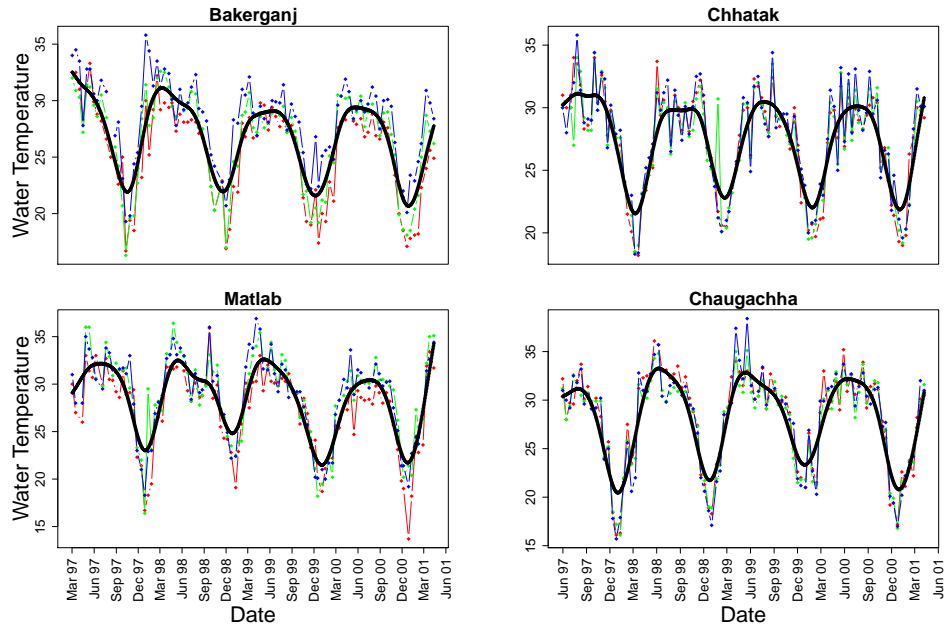 Bakerganj
Chhatak
Water Temperature
35
30
25
20
35
30
25
20
Matlab
Chaugachha
Water Temperature
35
30
25
20
15
35
30
25
20
15
Mar 97
Jun 97
Sep 97
Dec 97
Mar 98
Jun 98
Sep 98
Dec 98
Mar 99
Jun 99
Sep 99
Dec 99
Mar 00
Jun 00
Sep 00
Dec 00
Mar 01
Jun 01
Jun 97
Sep 97
Dec 97
Mar 98
Jun 98
Sep 98
Dec 98
Mar 99
Jun 99
Sep 99
Dec 99
Mar 00
Jun 00
Sep 00
Dec 00
Mar 01
Jun 01
Date
Date